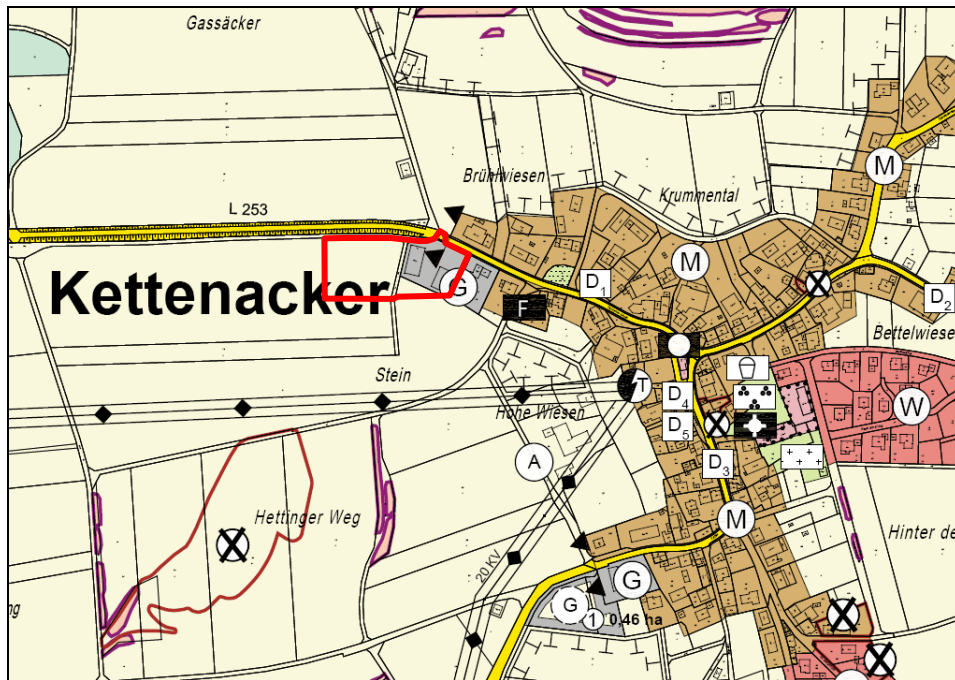 Gassäcker
Brühlwiesen
Krummental
M
L 253
M
Kettenacker
G
F
D1
D2
Bettelwiese
Stein
T
Hohe Wiesen
D4
D5
W
A
D3
Hettinger Weg
M
Hinter de
20 KV
G
G
1
0,46 ha
ng